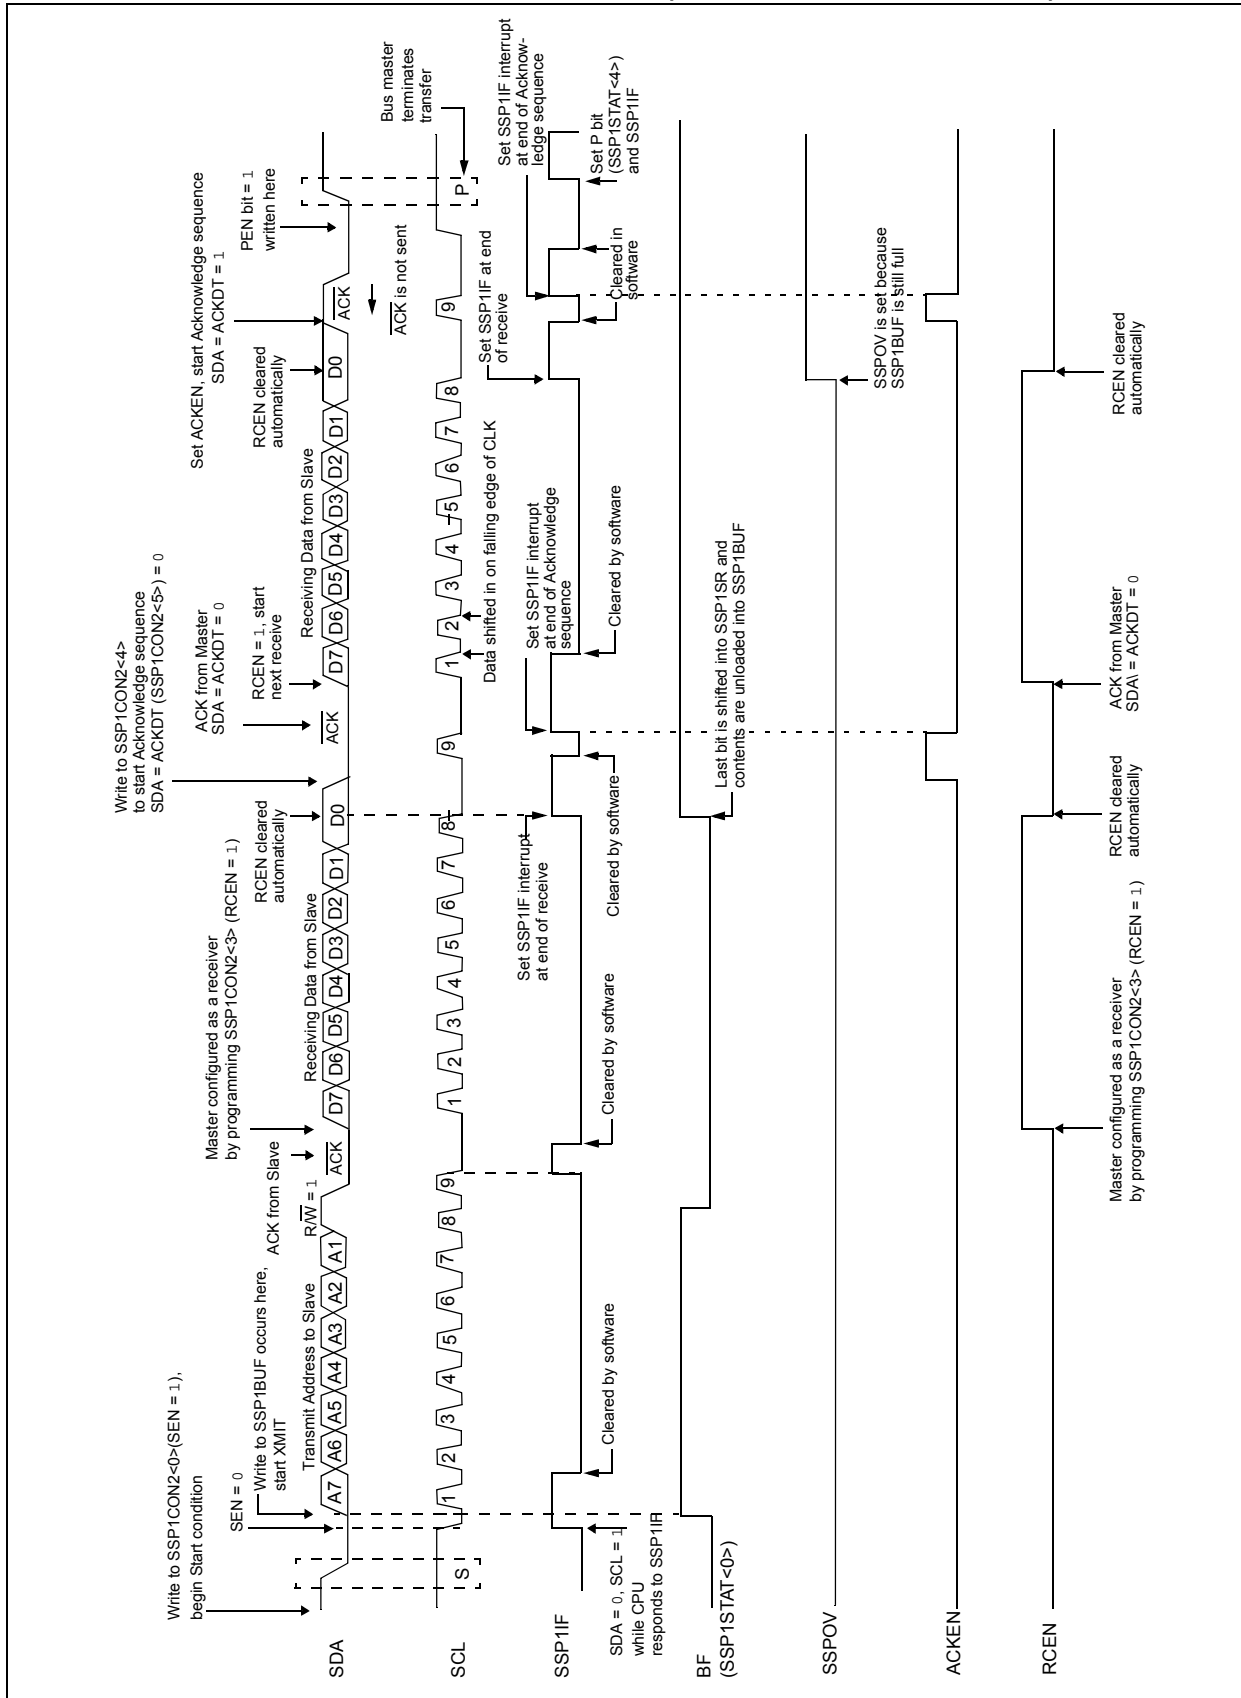 Write to SSP1CON2<4>
to start Acknowledge sequence
SDA = ACKDT (SSP1CON2<5>) = 0
Write to SSP1CON2<0>(SEN = 1),
begin Start condition
Master configured as a receiver
by programming SSP1CON2<3> (RCEN = 1)
ACK from Master
SDA = ACKDT = 0
Set ACKEN, start Acknowledge sequence
SDA = ACKDT = 1
SEN = 0
Write to SSP1BUF occurs here,
start XMIT
ACK from Slave
RCEN cleared
automatically
RCEN = 1, start
next receive
RCEN cleared
automatically
PEN bit = 1
written here
Transmit Address to Slave
R/W = 1
Receiving Data from Slave
Receiving Data from Slave
SDA
A7 A6 A5 A4 A3 A2 A1
ACK
D7 D6 D5 D4 D3 D2 D1 D0
ACK
D7 D6 D5 D4 D3 D2 D1 D0
ACK
ACK is not sent
Bus master
terminates
transfer
SCL
S
1 2 3 4 5 6 7 8 9
1 2 3 4 5 6 7 8 9
1 2 3 4 5 6 7 8 9
P
Data shifted in on falling edge of CLK
Set SSP1IF at end
of receive
Set SSP1IF interrupt
at end of Acknow-
ledge sequence
Set SSP1IF interrupt
at end of receive
Set SSP1IF interrupt
at end of Acknowledge
sequence
SSP1IF
SDA = 0, SCL = 1
while CPU
responds to SSP1IF
Cleared by software
Cleared by software
Cleared by software
Cleared by software
Cleared in
software
Set P bit
(SSP1STAT<4>)
and SSP1IF
BF
(SSP1STAT<0>)
Last bit is shifted into SSP1SR and
contents are unloaded into SSP1BUF
SSPOV
SSPOV is set because
SSP1BUF is still full
ACKEN
RCEN
Master configured as a receiver
by programming SSP1CON2<3> (RCEN = 1)
RCEN cleared
automatically
ACK from Master
SDA\ = ACKDT = 0
RCEN cleared
automatically